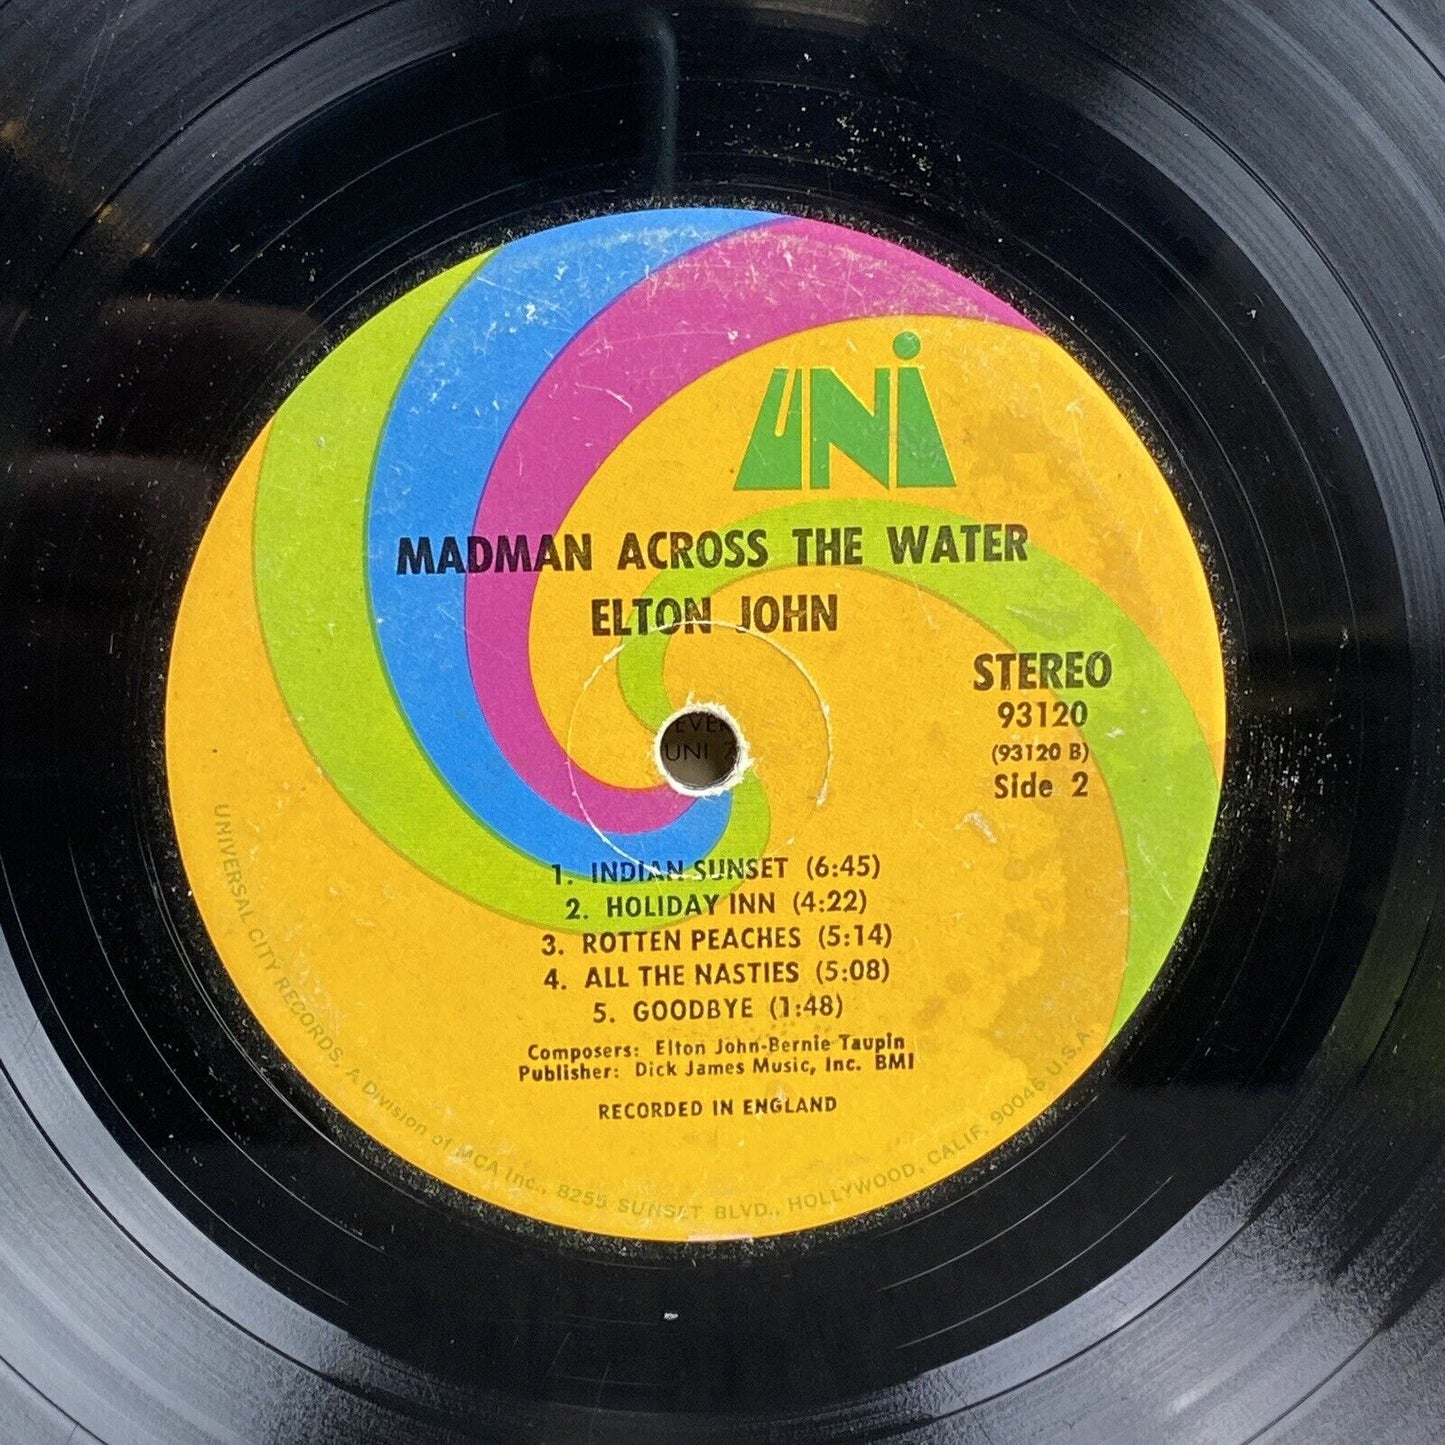 UNI
MADMAN ACROSS THE WATER
ELTON JOHN
STEREO
93120
(93120 B)
Side 2
EVER
UNI 7
1. INDIAN SUNSET (6:45)
2. HOLIDAY INN (4:22)
3. ROTTEN PEACHES (5:14)
4. ALL THE NASTIES (5:08)
5. GOODBYE (1:48)
Composers: Elton John-Bernie Taupin
Publisher: Dick James Music, Inc. BMI
RECORDED IN ENGLAND
UNIVERSAL CITY RECORDS, A Division of MCA Inc., 8255 SUNSET BLVD., HOLLYWOOD, CALIF. 90046 U.S.A.